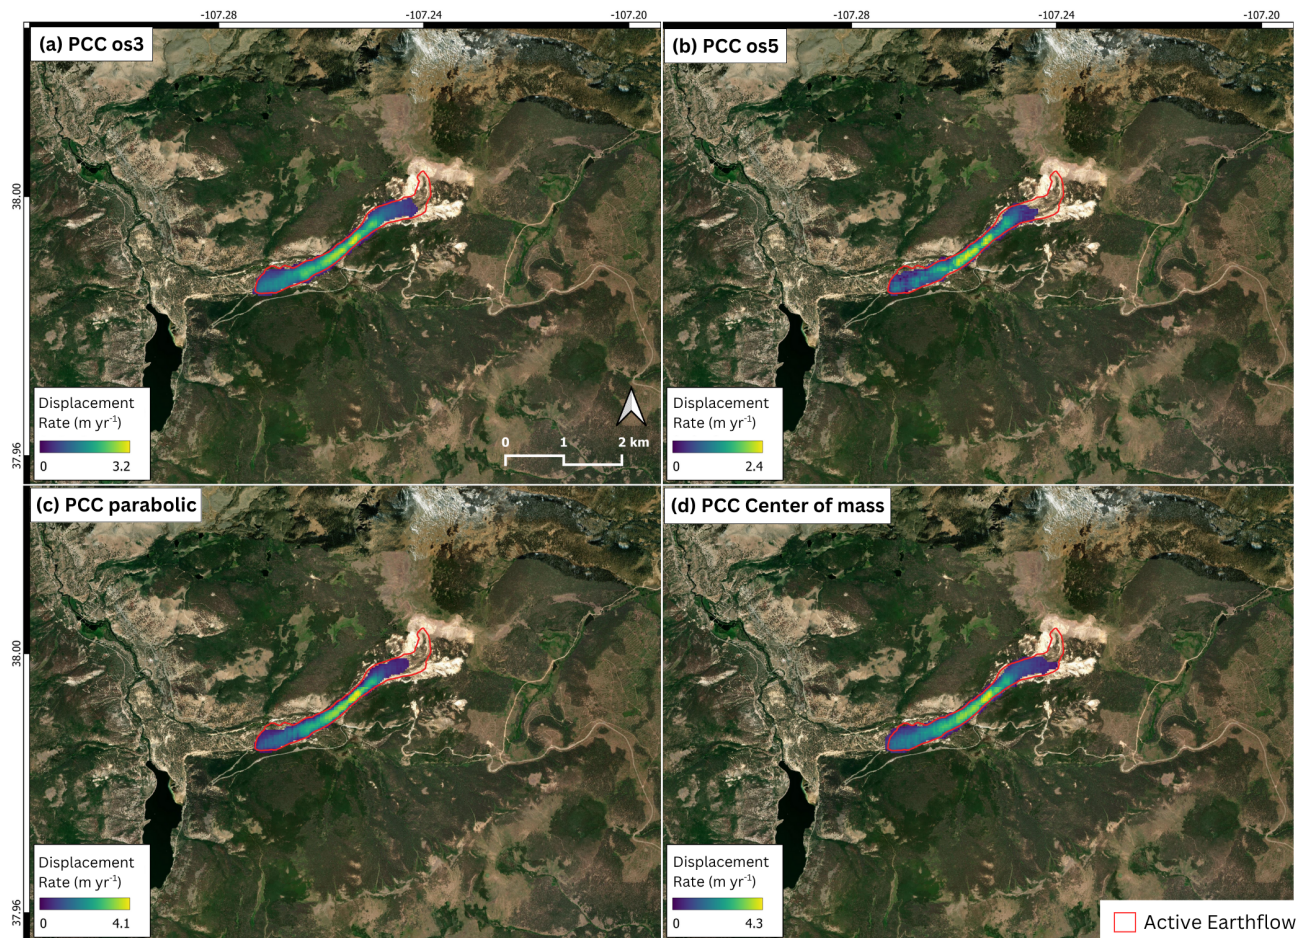 -107.28
-107.24
-107.20
-107.28
-107.24
-107.20
(a) PCC os3
(b) PCC os5
38.00
Displacement
Rate (m yr⁻¹)
0
3.2
0
1
2 km
Displacement
Rate (m yr⁻¹)
0
2.4
37.96
(c) PCC parabolic
(d) PCC Center of mass
38.00
Displacement
Rate (m yr⁻¹)
0
4.1
Displacement
Rate (m yr⁻¹)
0
4.3
37.96
Active Earthflow